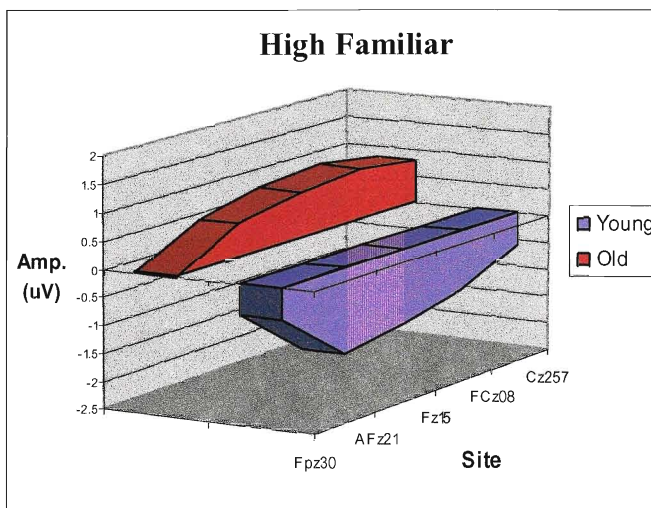 High Familiar
2
1.5
1
0.5
0
-0.5
-1
-1.5
-2
-2.5
Amp.
(uV)
Fpz30
AFz21
Fz15
FCz08
Cz257
Site
Young
Old